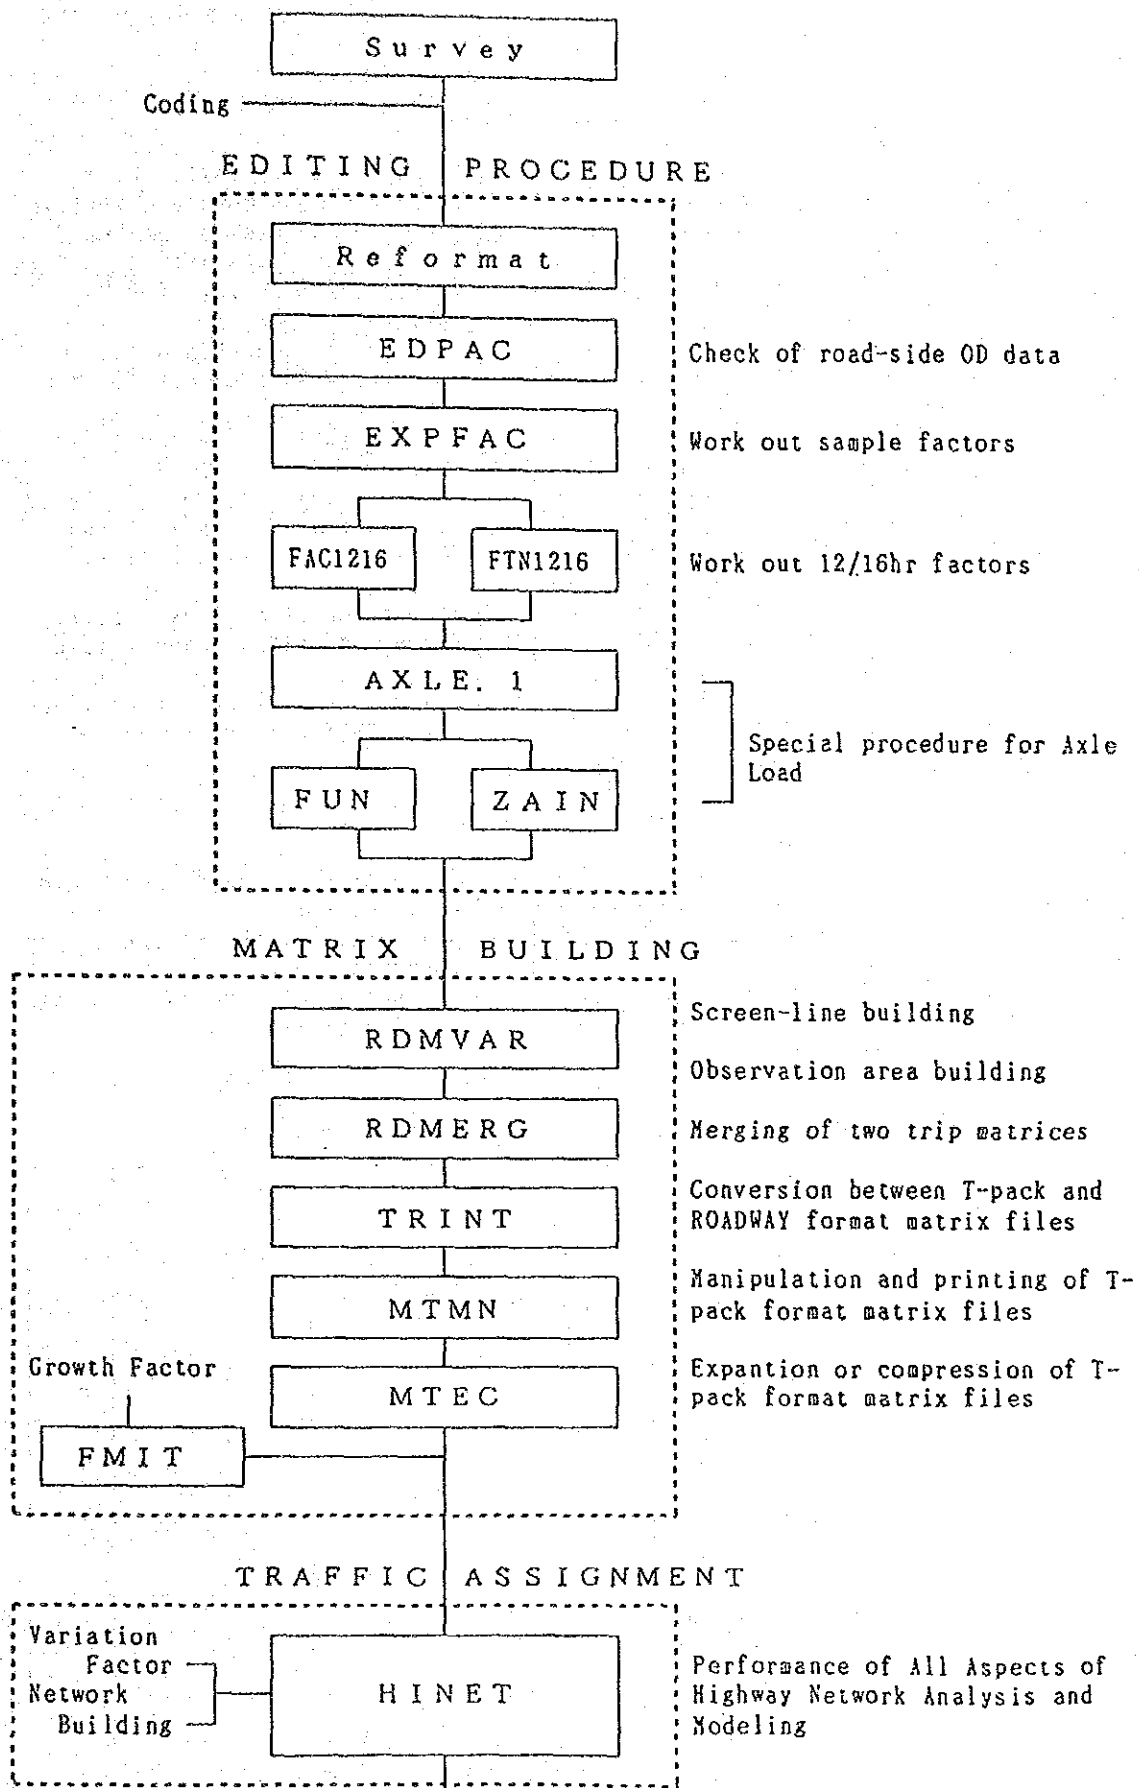 Survey
Coding
EDITING PROCEDURE
Reformat
EDPAC
Check of road-side OD data
EXPFAC
Work out sample factors
FAC1216
FTN1216
Work out 12/16hr factors
AXLE. 1
Special procedure for Axle
Load
FUN
ZAIN
MATRIX BUILDING
RDMVAR
Screen-line building
Observation area building
RDMERG
Merging of two trip matrices
TRINT
Conversion between T-pack and
ROADWAY format matrix files
MTMN
Manipulation and printing of T-
pack format matrix files
Growth Factor
MTEC
Expantion or compression of T-
pack format matrix files
FMIT
TRAFFIC ASSIGNMENT
Variation
Factor
Network
Building
HINET
Performance of All Aspects of
Highway Network Analysis and
Modeling